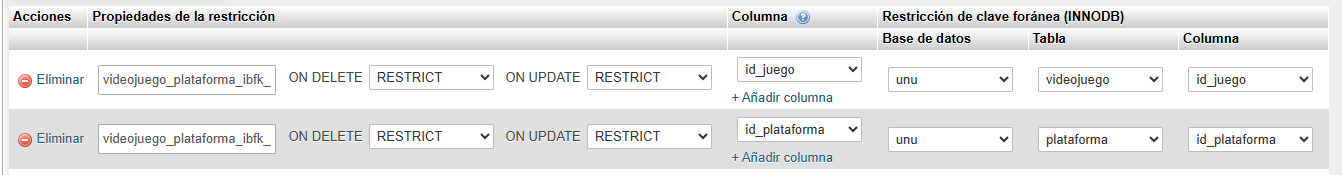 Acciones Propiedades de la restricción Columna Restricción de clave foránea (INNODB)
Base de datos Tabla Columna
Eliminar videojuego_plataforma_ibfk_ ON DELETE RESTRICT ON UPDATE RESTRICT id_juego unu videojuego id_juego
+ Añadir columna
Eliminar videojuego_plataforma_ibfk_ ON DELETE RESTRICT ON UPDATE RESTRICT id_plataforma unu plataforma id_plataforma
+ Añadir columna